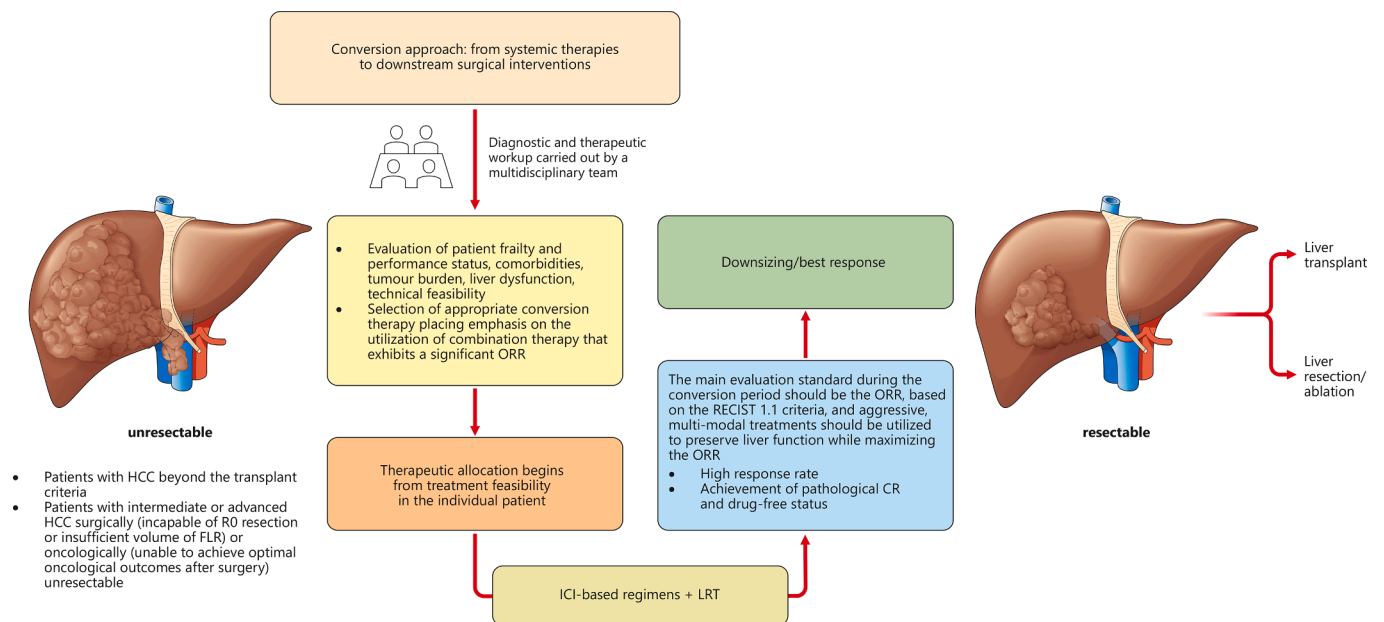 Conversion approach: from systemic therapies
to downstream surgical interventions
Diagnostic and therapeutic
workup carried out by a
multidisciplinary team
• Evaluation of patient frailty and
performance status, comorbidities,
tumour burden, liver dysfunction,
technical feasibility
• Selection of appropriate conversion
therapy placing emphasis on the
utilization of combination therapy that
exhibits a significant ORR
Therapeutic allocation begins
from treatment feasibility
in the individual patient
ICI-based regimens + LRT
The main evaluation standard during the
conversion period should be the ORR, based
on the RECIST 1.1 criteria, and aggressive,
multi-modal treatments should be utilized
to preserve liver function while maximizing
the ORR
• High response rate
• Achievement of pathological CR
and drug-free status
Downsizing/best response
unresectable
• Patients with HCC beyond the transplant
criteria
• Patients with intermediate or advanced
HCC surgically (incapable of R0 resection
or insufficient volume of FLR) or
oncologically (unable to achieve optimal
oncological outcomes after surgery)
unresectable
resectable
Liver
transplant
Liver
resection/
ablation